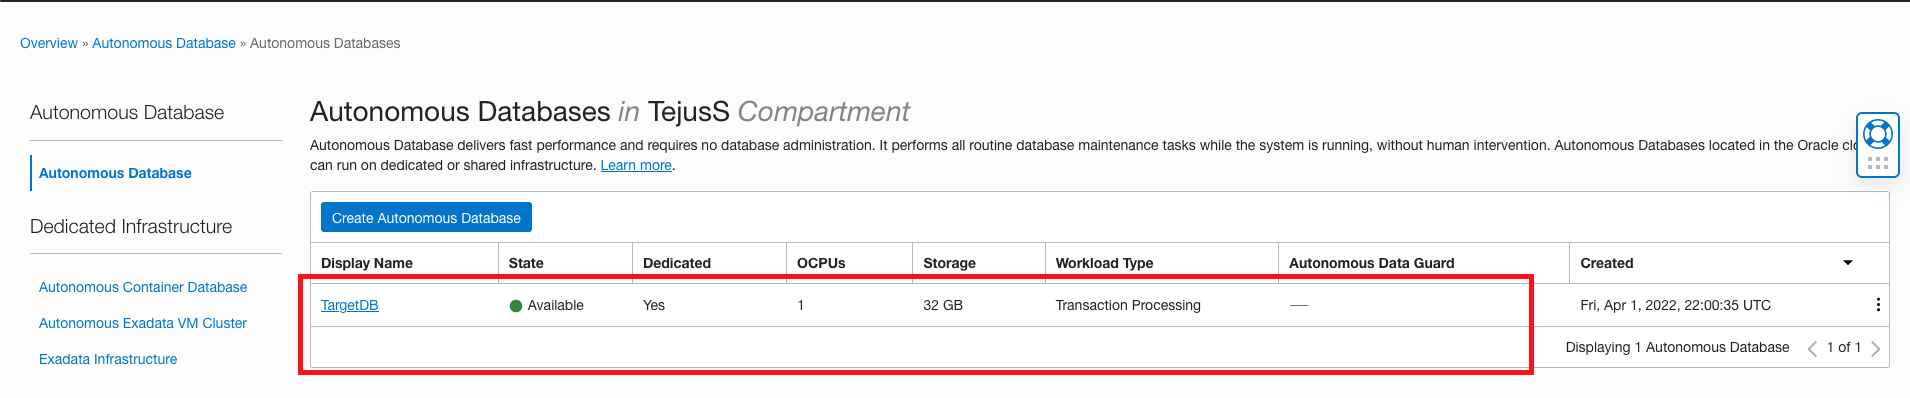 Overview » Autonomous Database » Autonomous Databases
Autonomous Database
Autonomous Database
Dedicated Infrastructure
Autonomous Container Database
Autonomous Exadata VM Cluster
Exadata Infrastructure
Autonomous Databases in TejusS Compartment
Autonomous Database delivers fast performance and requires no database administration. It performs all routine database maintenance tasks while the system is running, without human intervention. Autonomous Databases located in the Oracle
can run on dedicated or shared infrastructure. Learn more.
Create Autonomous Database
Display Name State Dedicated OCPUs Storage Workload Type Autonomous Data Guard Created
TargetDB Available Yes 1 32 GB Transaction Processing — Fri, Apr 1, 2022, 22:00:35 UTC
Displaying 1 Autonomous Database 1 of 1